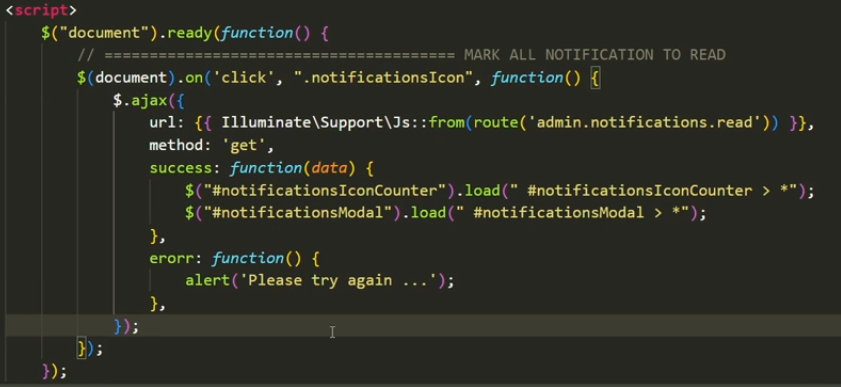 <script>
$("document").ready(function() {
// ======================================= MARK ALL NOTIFICATION TO READ
$(document).on('click', ".notificationsIcon", function() {
$.ajax({
url: {{ Illuminate\Support\Js::from(route('admin.notifications.read')) }},
method: 'get',
success: function(data) {
$("#notificationsIconCounter").load(" #notificationsIconCounter > *");
$("#notificationsModal").load(" #notificationsModal > *");
},
erorr: function() {
alert('Please try again ...');
},
});
});
});